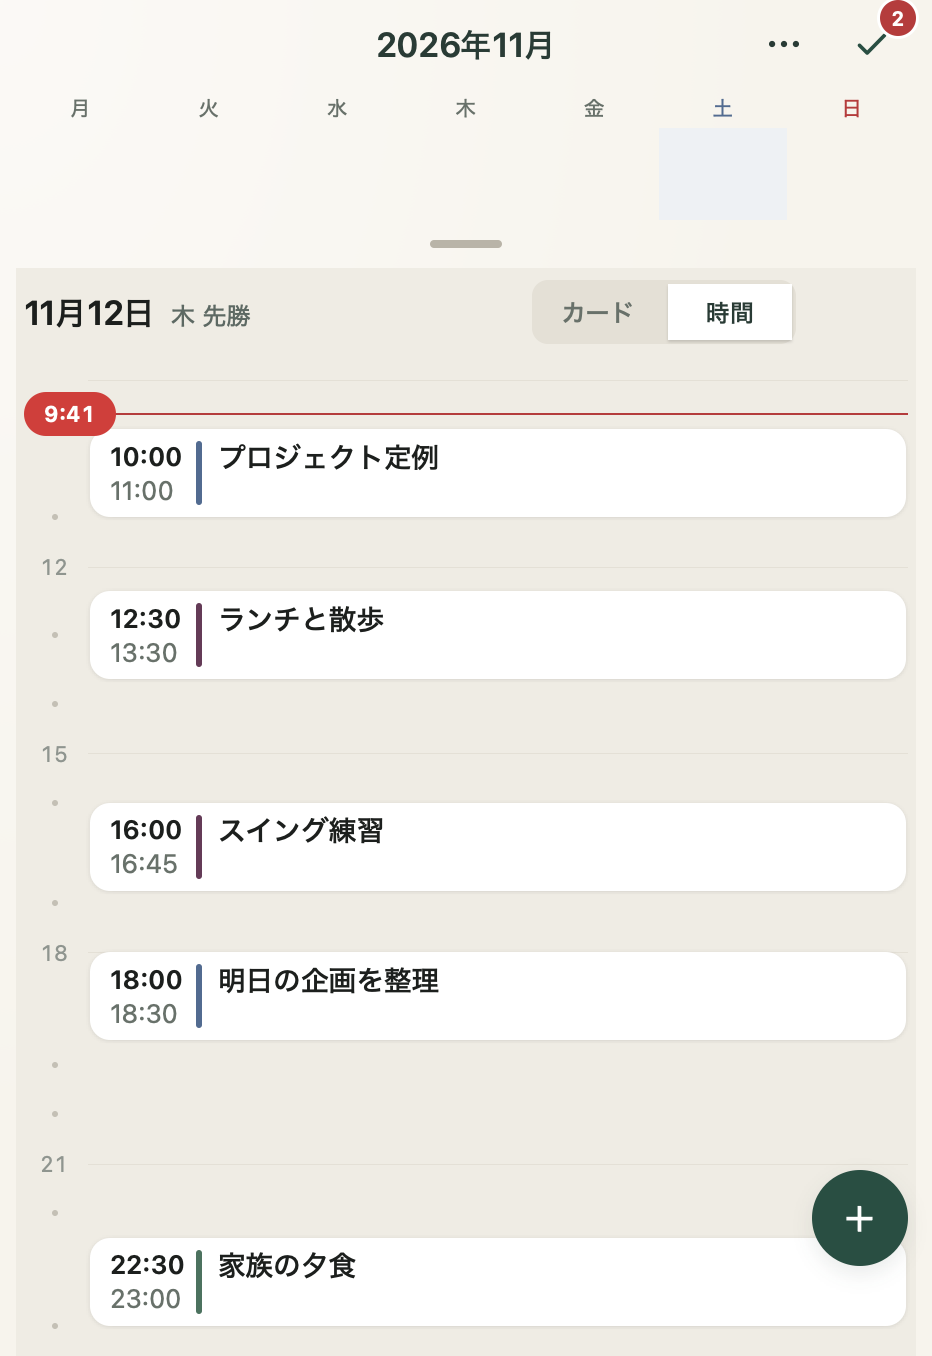 2026年11月
2
月 火 水 木 金 土 日
11月12日 木 先勝
カード 時間
9:41
10:00 プロジェクト定例
11:00
12
12:30 ランチと散歩
13:30
15
16:00 スイング練習
16:45
18
18:00 明日の企画を整理
18:30
21
22:30 家族の夕食
23:00